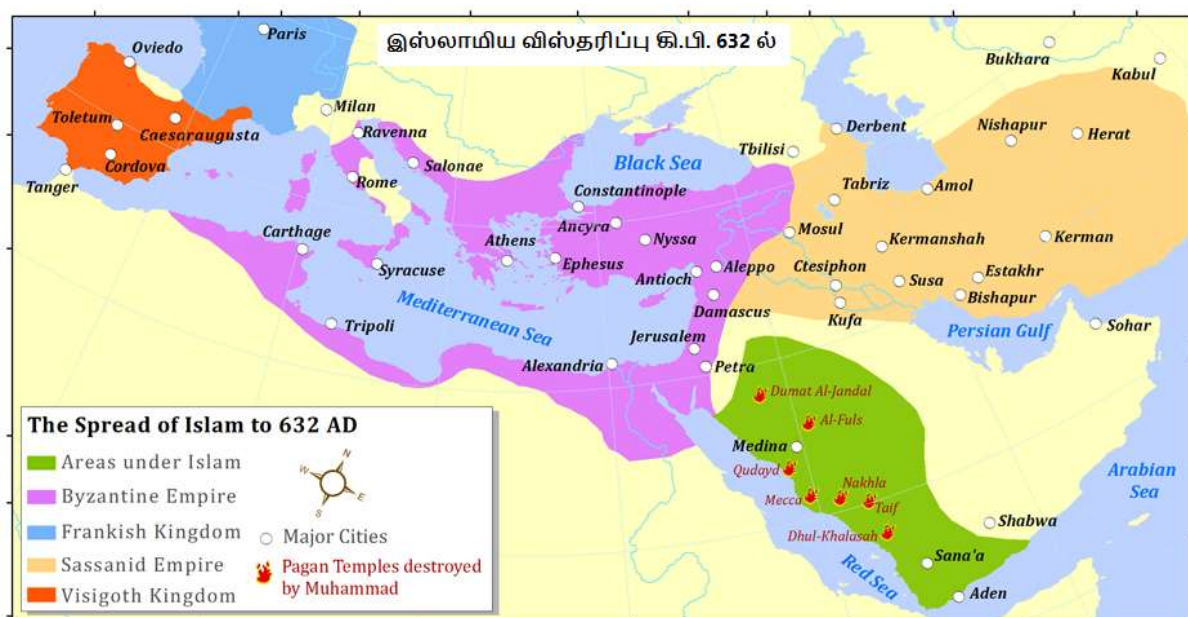 இஸ்லாமிய விஸ்தரிப்பு கி.பி. 632 ல்
Paris
Oviedo
Bukhara
Kabul
Milan
Toletum
Caesaraugusta
Ravenna
Derbent
Nishapur
Herat
Cordova
Salonae
Black Sea
Tbilisi
Tanger
Rome
Tabriz
Amol
Constantinople
Carthage
Ancyra
Mosul
Athens
Nyssa
Kermanshah
Kerman
Syracuse
Ephesus
Aleppo
Ctesiphon
Estakhr
Antioch
Susa
Mediterranean Sea
Damascus
Bishapur
Kufa
Tripoli
Jerusalem
Persian Gulf
Sohar
Alexandria
Petra
Dumat Al-Jandal
Al-Fuls
Medina
Qudayd
Nakhla
Mecca
Taif
Arabian
Sea
Shabwa
Dhul-Khalasah
Sana'a
Red Sea
Aden
The Spread of Islam to 632 AD
Areas under Islam
Byzantine Empire
Frankish Kingdom
Sassanid Empire
Visigoth Kingdom
N
W
E
S
Major Cities
Pagan Temples destroyed
by Muhammad